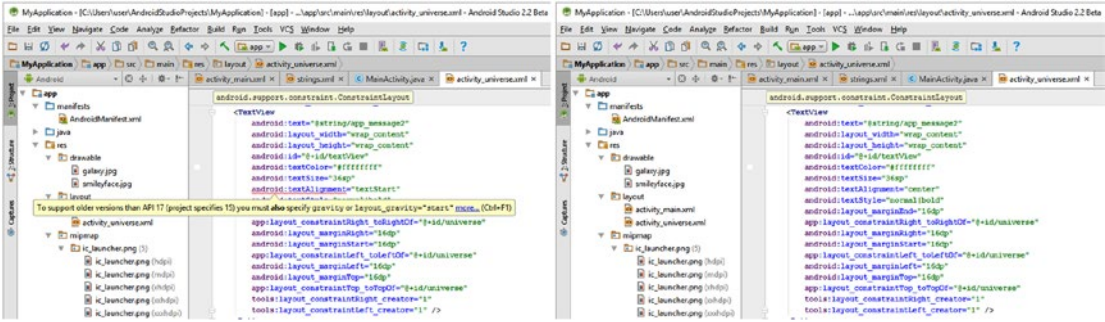 MyApplication - [C:\Users\user\AndroidStudioProjects\MyApplication] - [app] - ...\app\src\main\res\layout\activity_universe.xml - Android Studio 2.2 Beta
File Edit View Navigate Code Analyze Refactor Build Run Tools VCS Window Help
app
MyApplication app src main res layout activity_universe.xml
Android activity_main.xml × strings.xml × MainActivity.java × activity_universe.xml ×
1: Project
2: Structure
Captures
app
manifests
AndroidManifest.xml
java
res
drawable
galaxy.jpg
smileyface.jpg
layout
activity_universe.xml
mipmap
ic_launcher.png (5)
ic_launcher.png (hdpi)
ic_launcher.png (mdpi)
ic_launcher.png (xhdpi)
ic_launcher.png (xxhdpi)
android.support.constraint.ConstraintLayout
<TextView
android:text="@string/app_message2"
android:layout_width="wrap_content"
android:layout_height="wrap_content"
android:id="@+id/textView"
android:textColor="#ffffffff"
android:textSize="36sp"
android:textAlignment="textStart"
To support older versions than API 17 (project specifies 15) you must also specify gravity or layout_gravity="start" more... (Ctrl+F1)
app:layout_constraintRight_toRightOf="@+id/universe"
android:layout_marginRight="16dp"
android:layout_marginStart="16dp"
app:layout_constraintLeft_toLeftOf="@+id/universe"
android:layout_marginLeft="16dp"
android:layout_marginTop="16dp"
app:layout_constraintTop_toTopOf="@+id/universe"
tools:layout_constraintRight_creator="1"
tools:layout_constraintLeft_creator="1" />
MyApplication - [C:\Users\user\AndroidStudioProjects\MyApplication] - [app] - ...\app\src\main\res\layout\activity_universe.xml - Android Studio 2.2 Beta
File Edit View Navigate Code Analyze Refactor Build Run Tools VCS Window Help
app
MyApplication app src main res layout activity_universe.xml
Android activity_main.xml × strings.xml × MainActivity.java × activity_universe.xml ×
1: Project
2: Structure
Captures
app
manifests
AndroidManifest.xml
java
res
drawable
galaxy.jpg
smileyface.jpg
layout
activity_main.xml
activity_universe.xml
mipmap
ic_launcher.png (5)
ic_launcher.png (hdpi)
ic_launcher.png (mdpi)
ic_launcher.png (xhdpi)
ic_launcher.png (xxhdpi)
android.support.constraint.ConstraintLayout
<TextView
android:text="@string/app_message2"
android:layout_width="wrap_content"
android:layout_height="wrap_content"
android:id="@+id/textView"
android:textColor="#ffffffff"
android:textSize="36sp"
android:textAlignment="center"
android:textStyle="normal|bold"
android:layout_marginEnd="16dp"
app:layout_constraintRight_toRightOf="@+id/universe"
android:layout_marginRight="16dp"
android:layout_marginStart="16dp"
app:layout_constraintLeft_toLeftOf="@+id/universe"
android:layout_marginLeft="16dp"
android:layout_marginTop="16dp"
app:layout_constraintTop_toTopOf="@+id/universe"
tools:layout_constraintRight_creator="1"
tools:layout_constraintLeft_creator="1" />